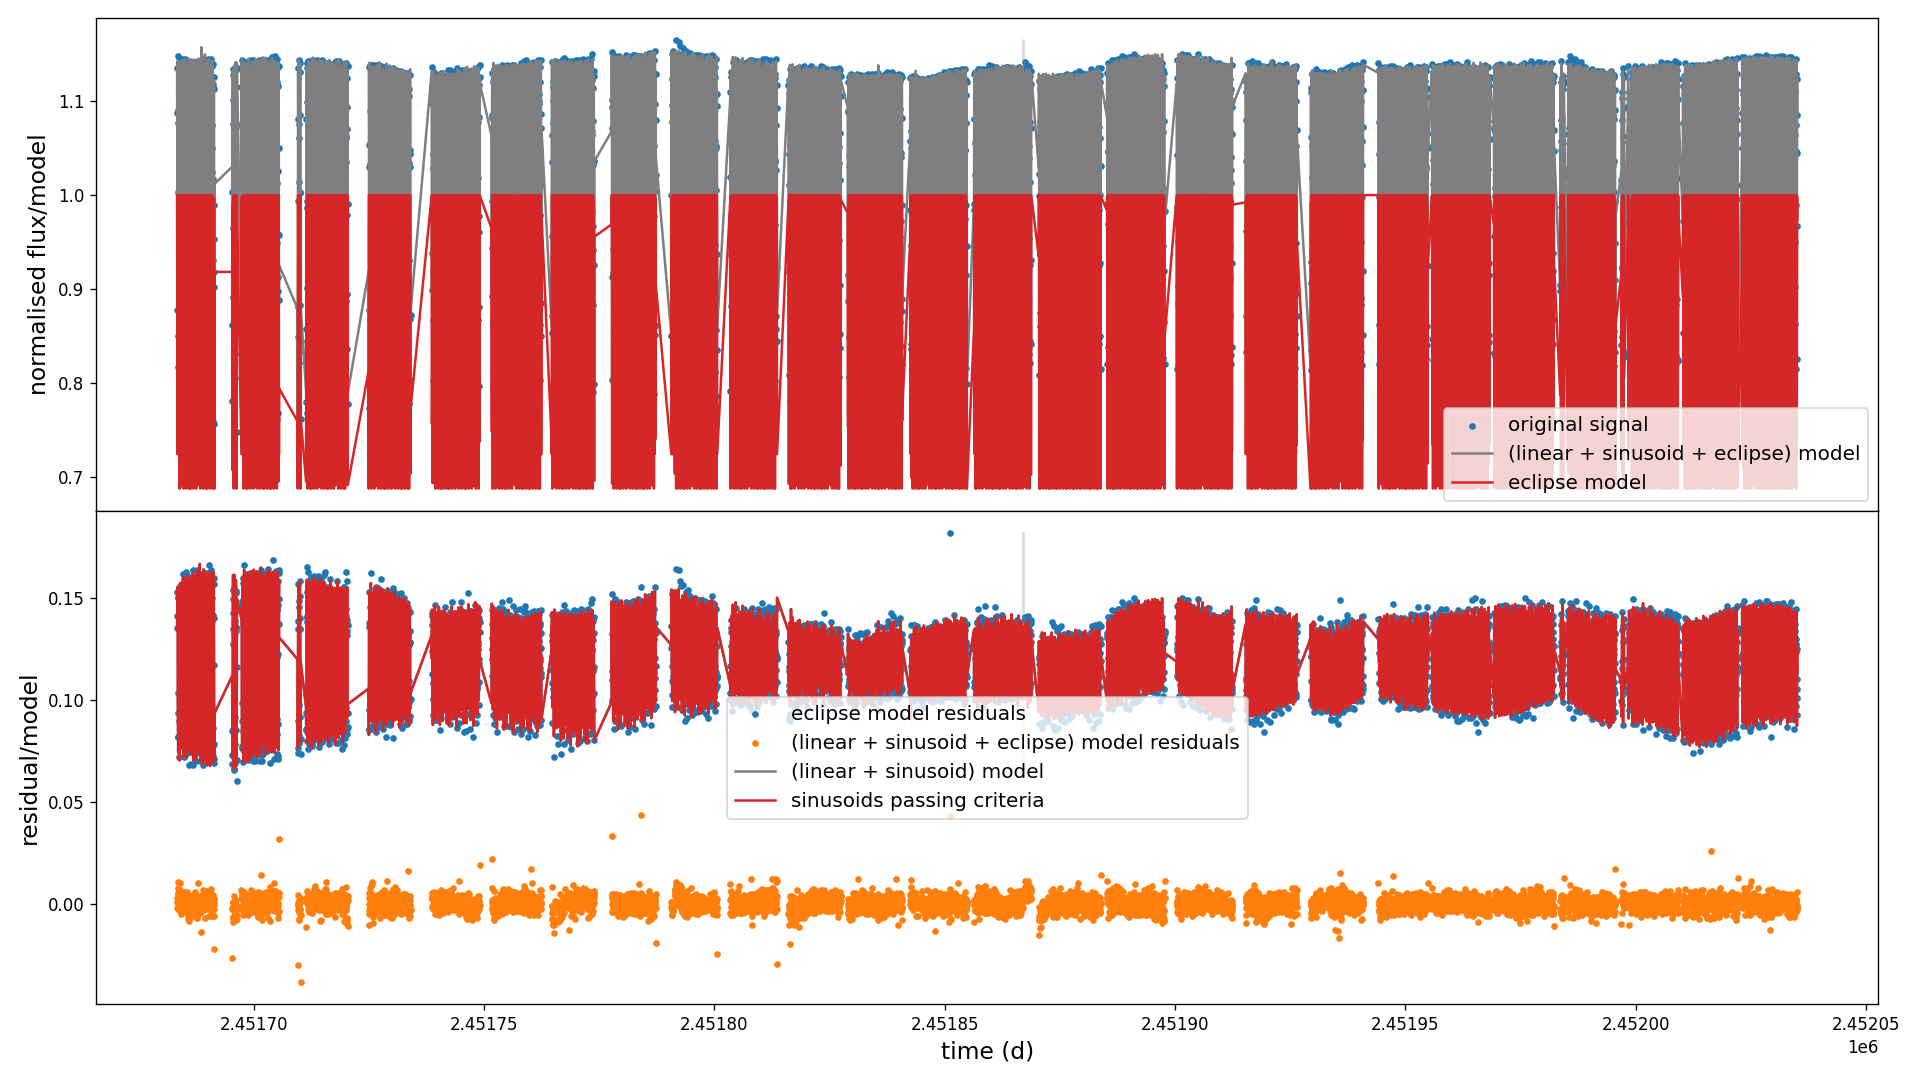 normalised flux/model
1.1
1.0
0.9
0.8
0.7
original signal
(linear + sinusoid + eclipse) model
eclipse model
residual/model
0.15
0.10
0.05
0.00
eclipse model residuals
(linear + sinusoid + eclipse) model residuals
(linear + sinusoid) model
sinusoids passing criteria
2.45170 2.45175 2.45180 2.45185 2.45190 2.45195 2.45200 2.45205
time (d)
1e6